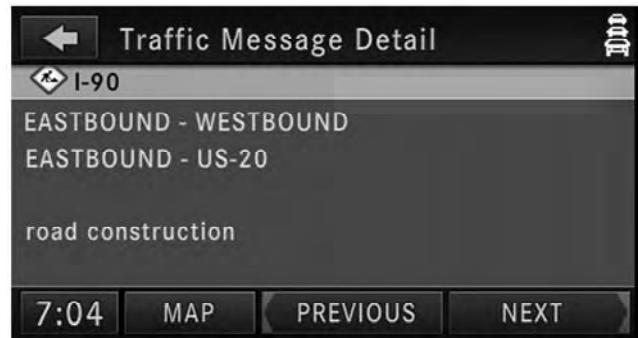 Traffic Message Detail
I-90
EASTBOUND - WESTBOUND
EASTBOUND - US-20
road construction
7:04 MAP PREVIOUS NEXT